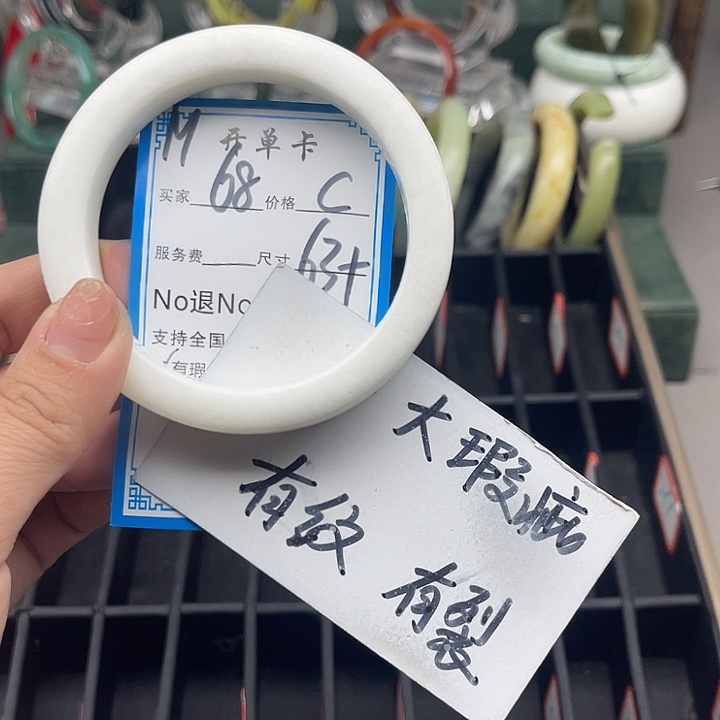 M
开单卡
买家 68 价格 C
服务费 尺寸 63+
No退No
支持全国
有瑕
大瑕疵
有纹
有裂